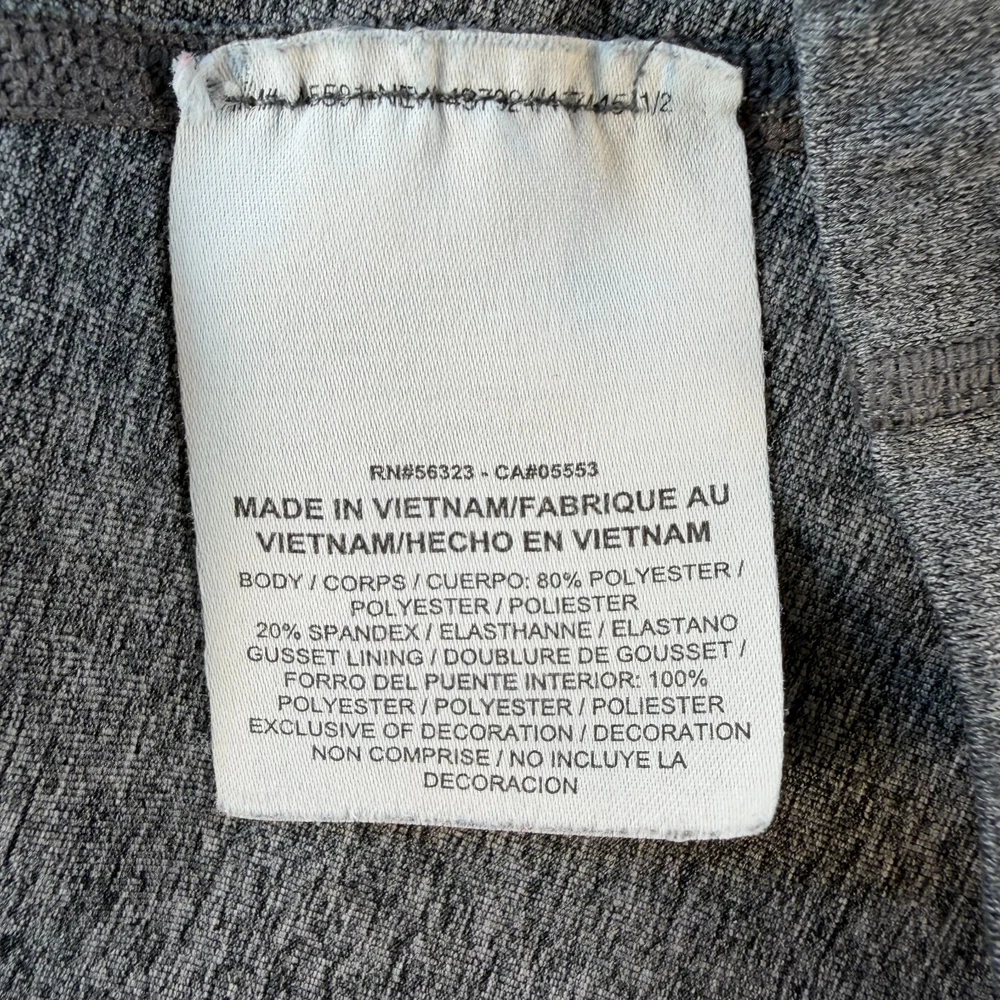 1/2
RN#56323 - CA#05553
MADE IN VIETNAM/FABRIQUE AU
VIETNAM/HECHO EN VIETNAM
BODY / CORPS / CUERPO: 80% POLYESTER /
POLYESTER / POLIESTER
20% SPANDEX / ELASTHANNE / ELASTANO
GUSSET LINING / DOUBLURE DE GOUSSET /
FORRO DEL PUENTE INTERIOR: 100%
POLYESTER / POLYESTER / POLIESTER
EXCLUSIVE OF DECORATION / DECORATION
NON COMPRISE / NO INCLUYE LA
DECORACION